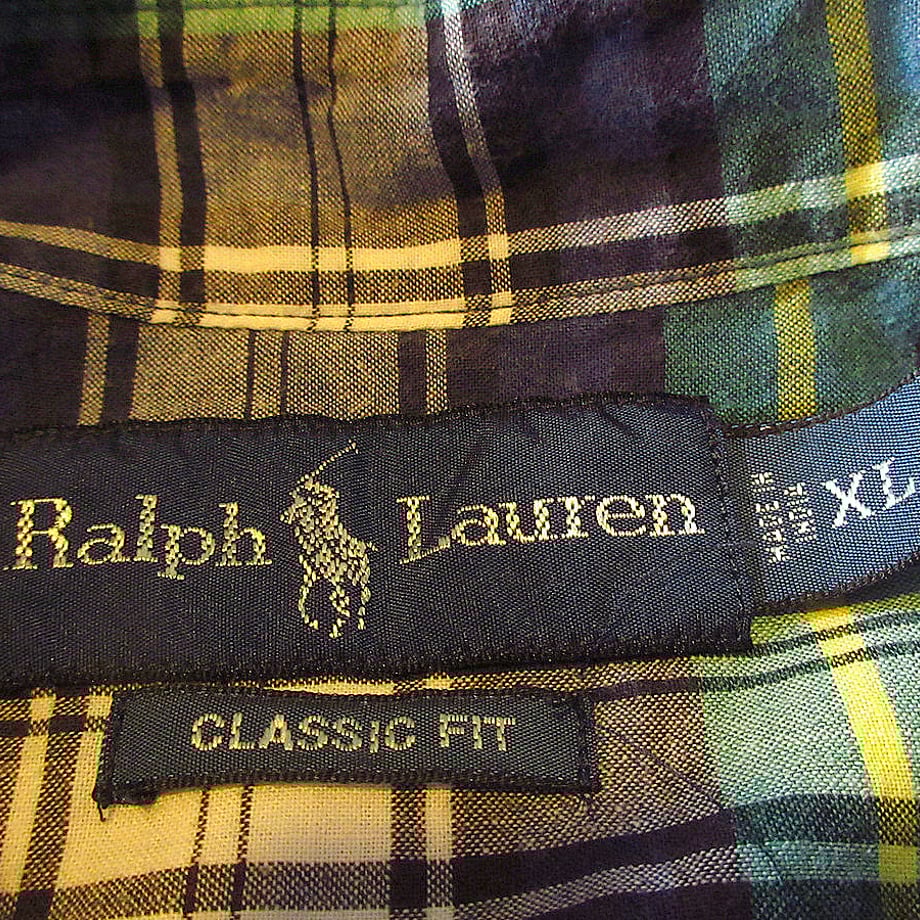 Ralph Lauren
XL
CLASSIC FIT